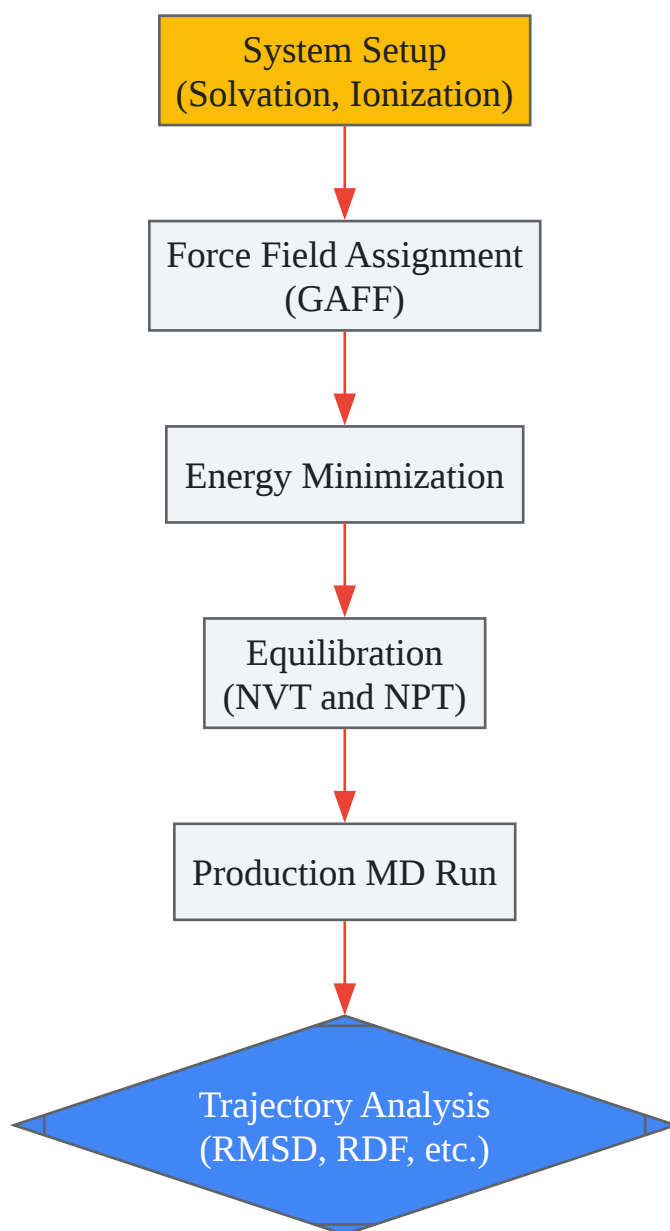 System Setup
(Solvation, Ionization)
Force Field Assignment
(GAFF)
Energy Minimization
Equilibration
(NVT and NPT)
Production MD Run
Trajectory Analysis
(RMSD, RDF, etc.)